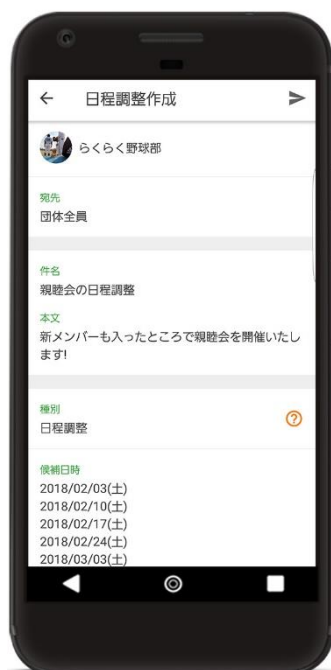 日程調整作成
らくらく野球部
宛先
団体全員
件名
親睦会の日程調整
本文
新メンバーも入ったところで親睦会を開催いたし
ます!
種別
日程調整
?
候補日時
2018/02/03(土)
2018/02/10(土)
2018/02/17(土)
2018/02/24(土)
2018/03/03(土)